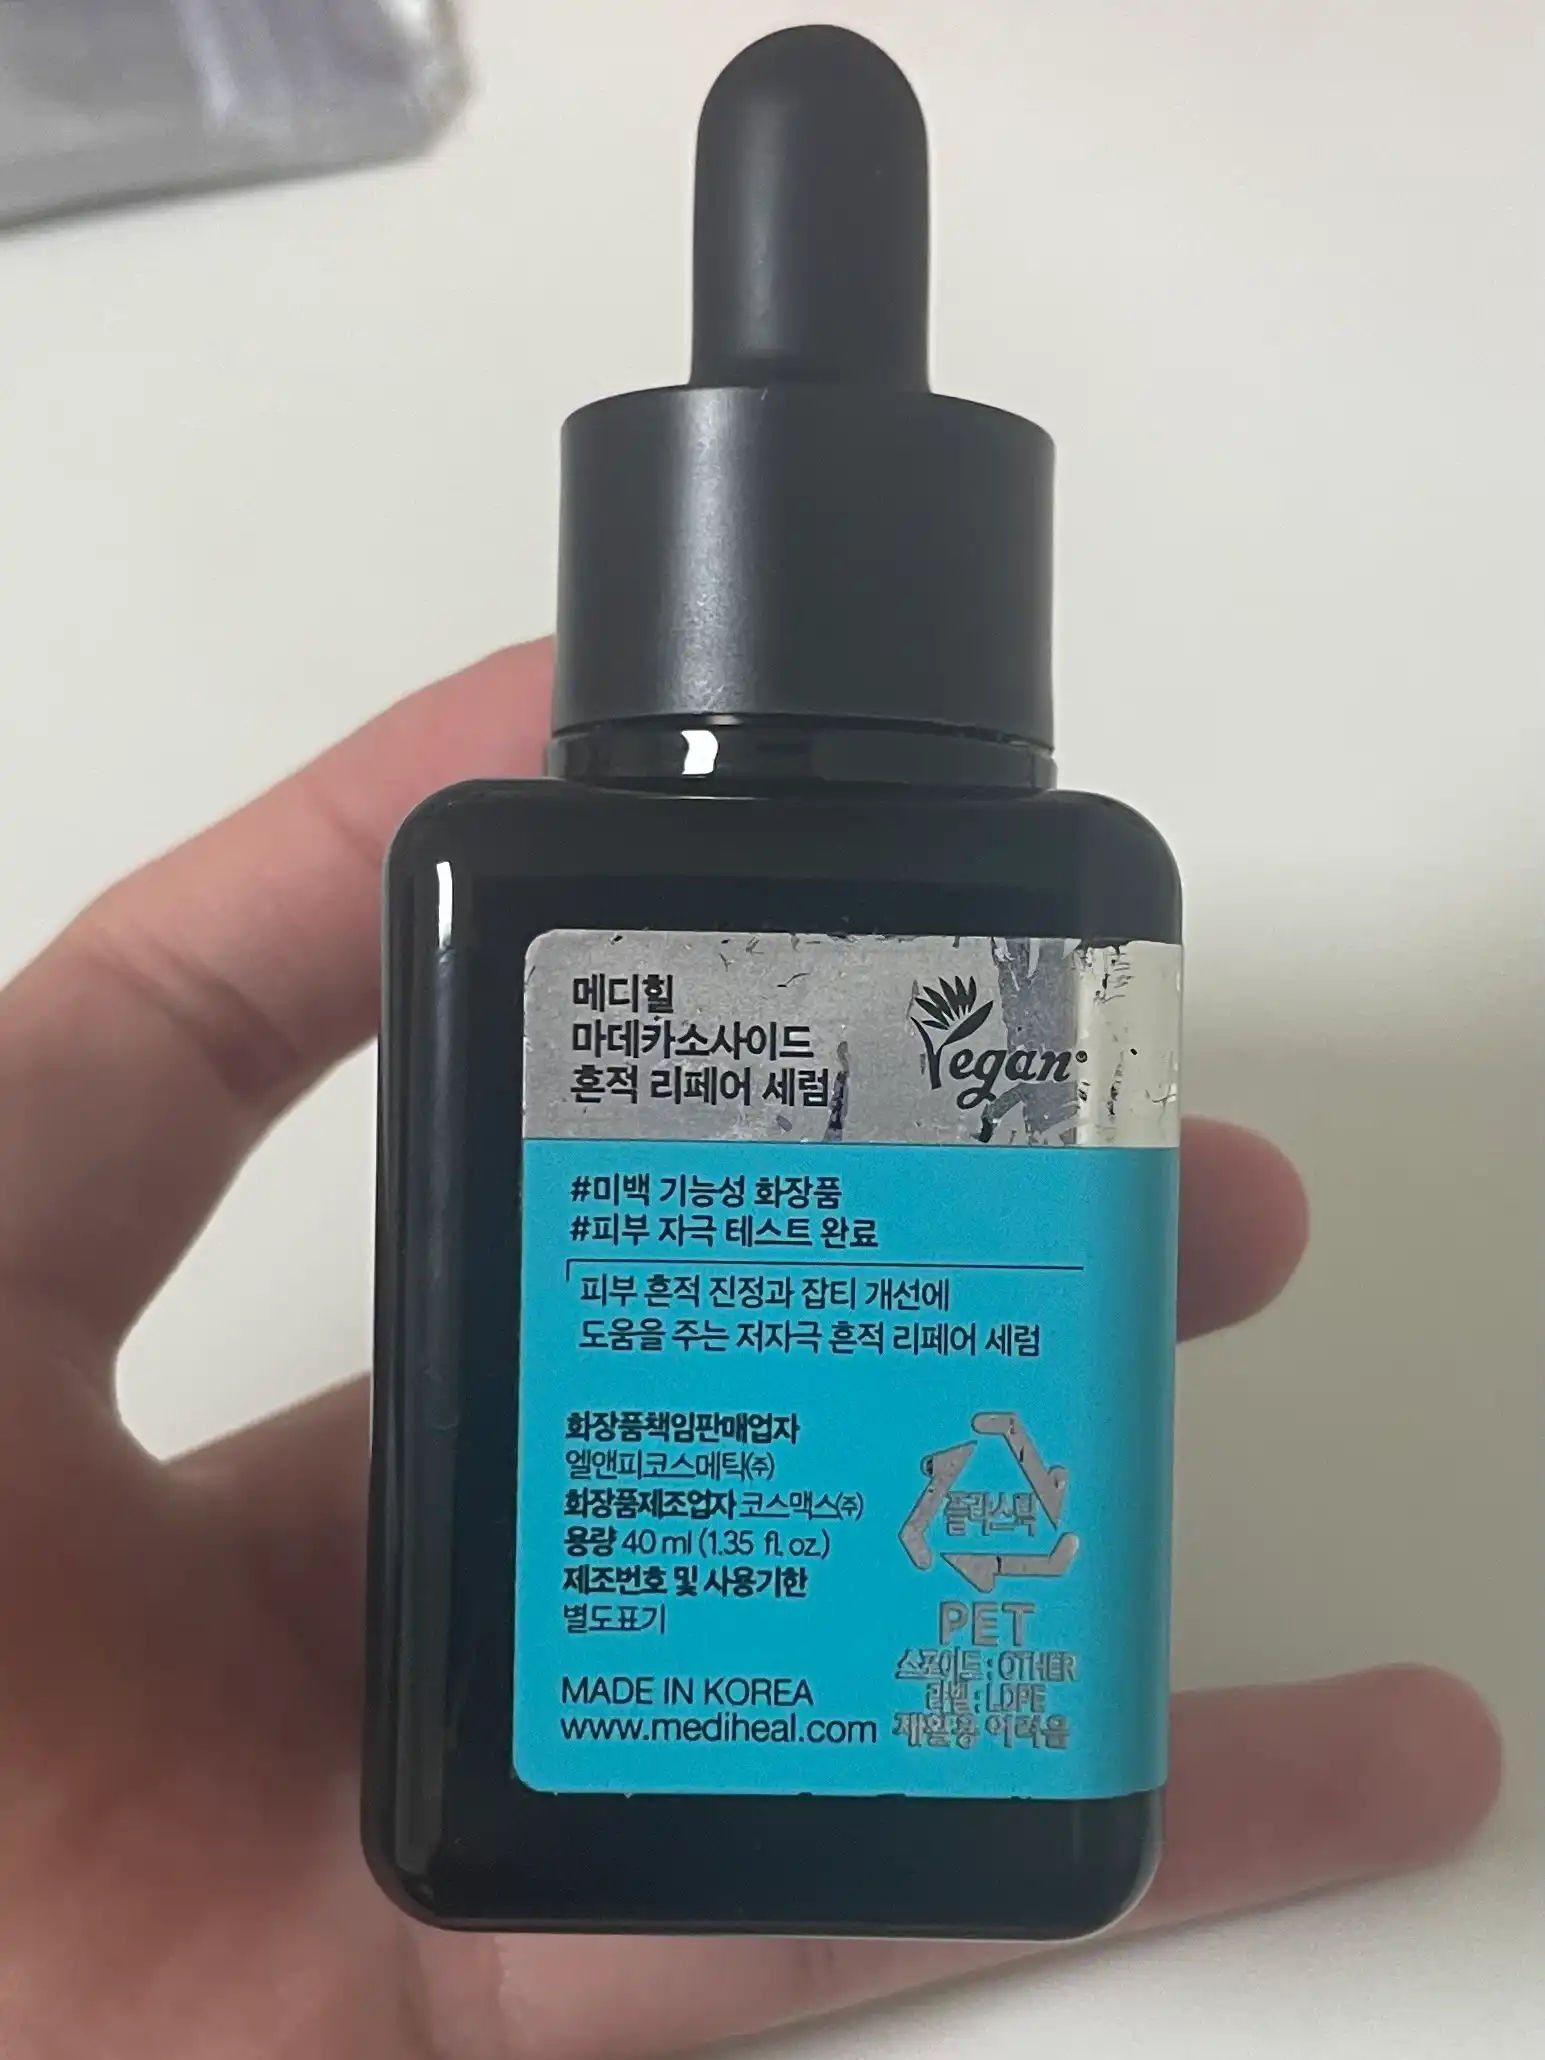 메디힐
마데카소사이드
흔적 리페어 세럼
Vegan®
#미백 기능성 화장품
#피부 자극 테스트 완료
피부 흔적 진정과 잡티 개선에
도움을 주는 저자극 흔적 리페어 세럼
화장품책임판매업자
엘앤피코스메틱㈜
화장품제조업자 코스맥스㈜
용량 40 ml (1.35 fl. oz.)
제조번호 및 사용기한
별도표기
MADE IN KOREA
www.mediheal.com
플라스틱
PET
스포이드 : OTHER
라벨 : LDPE
재활용 어려움